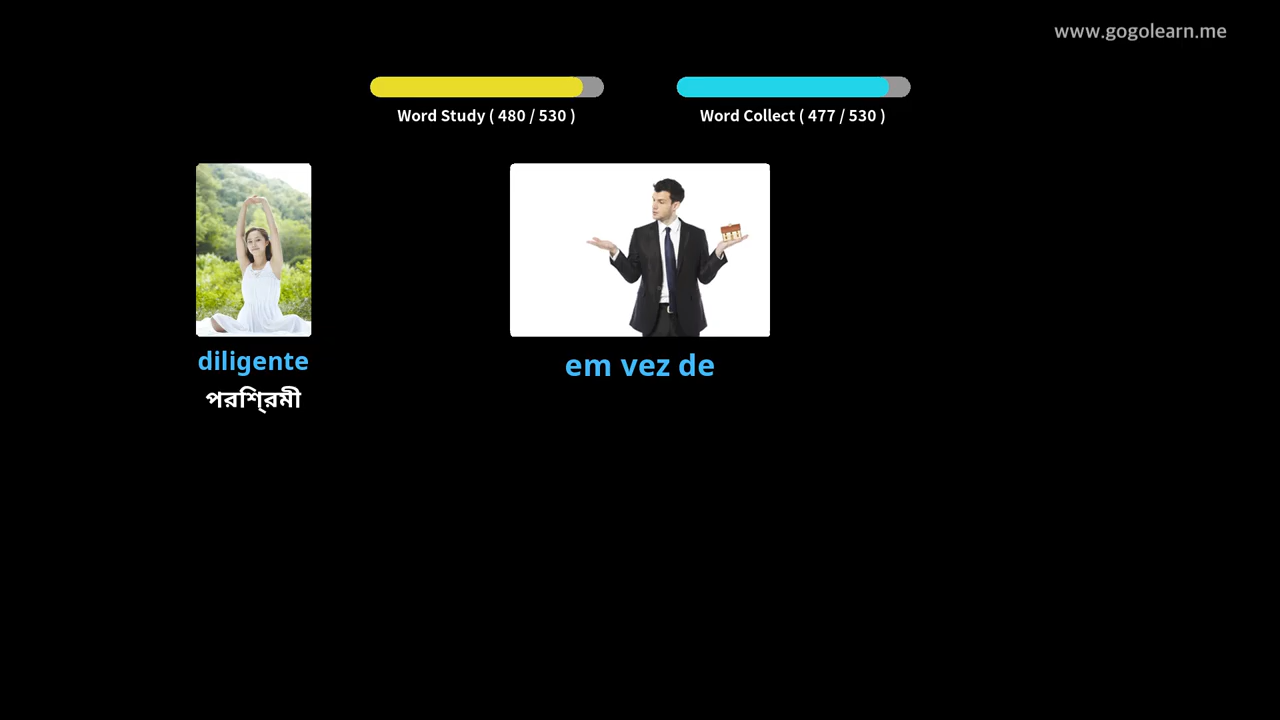 www.gogolearn.me
Word Study ( 480 / 530 )
Word Collect ( 477 / 530 )
diligente
পরিশ্রমী
em vez de